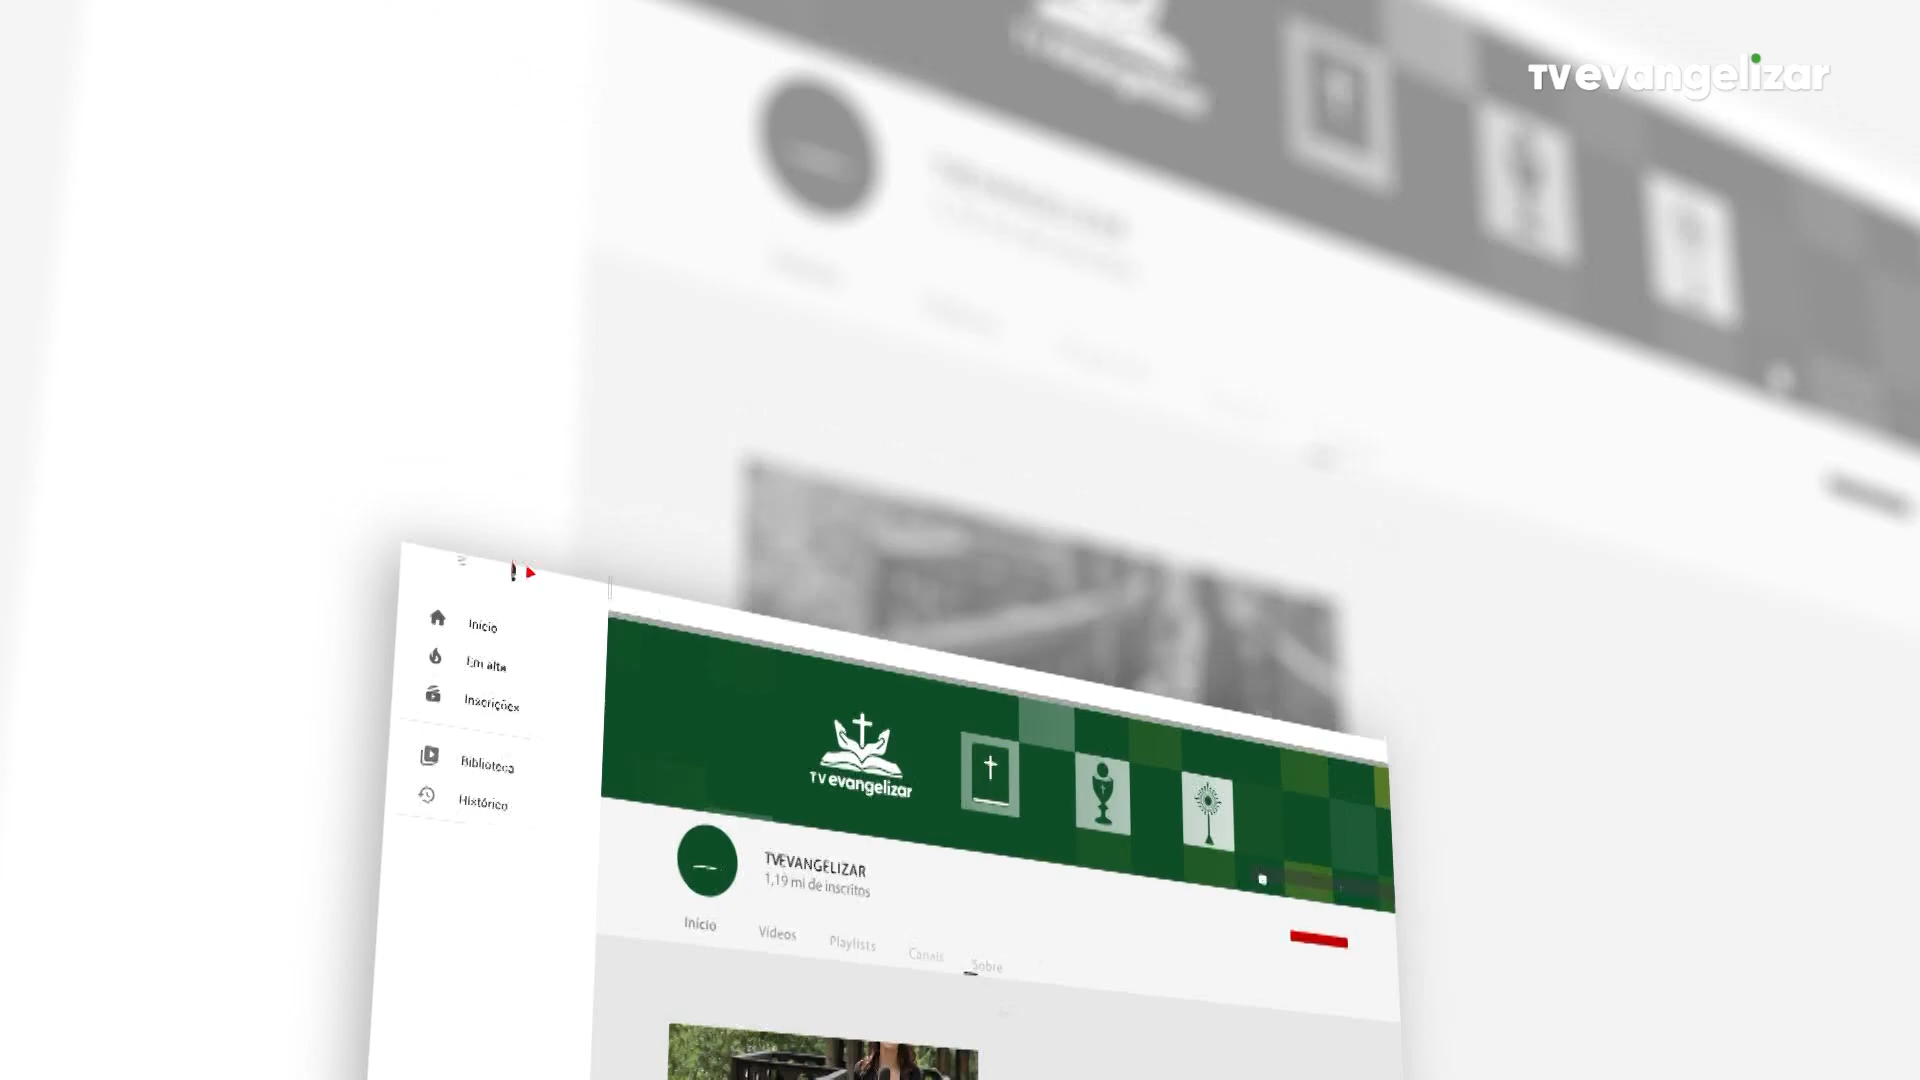 TVevangelizar
Início
Em alta
Inscrições
Biblioteca
Histórico
TV evangelizar
TVEVANGELIZAR
1,19 mi de inscritos
Início Vídeos Playlists Canais Sobre